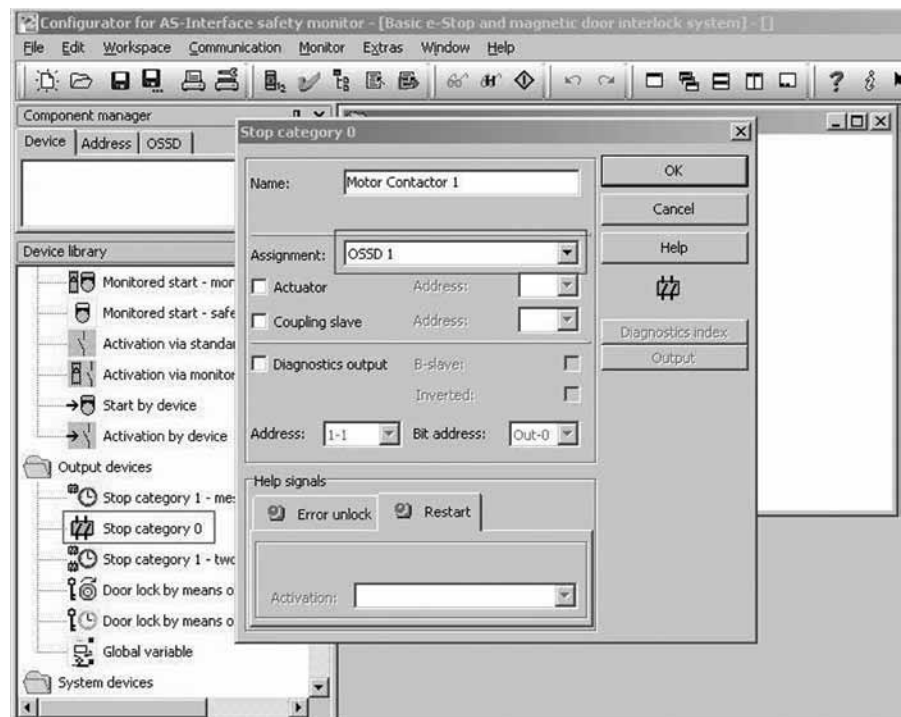 Configurator for AS-Interface safety monitor - [Basic e-Stop and magnetic door interlock system] - []
File Edit Workspace Communication Monitor Extras Window Help
Component manager
Device Address OSSD
Device library
Monitored start - mor
Monitored start - safe
Activation via standar
Activation via monitor
Start by device
Activation by device
Output devices
Stop category 1 - me
Stop category 0
Stop category 1 - two
Door lock by means o
Door lock by means o
Global variable
System devices
Stop category 0
Name: Motor Contactor 1
Assignment: OSSD 1
Actuator Address:
Coupling slave Address:
Diagnostics output B-slave:
Inverted:
Address: 1-1 Bit address: Out-0
Help signals
Error unlock Restart
Activation:
OK
Cancel
Help
Diagnostics index
Output